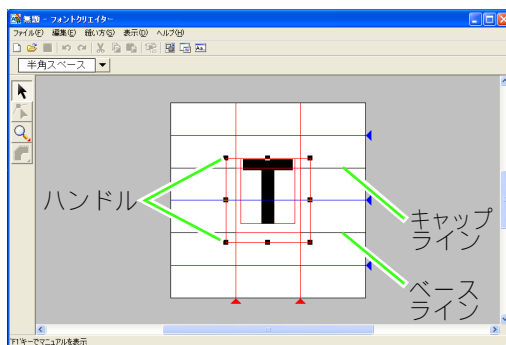 無題 - フォントクリエイター
ファイル(F) 編集(E) 縫い方(S) 表示(D) ヘルプ(H)
半角スペース
T
ハンドル
キャップ
ライン
ベース
ライン
F1キーでマニュアルを表示